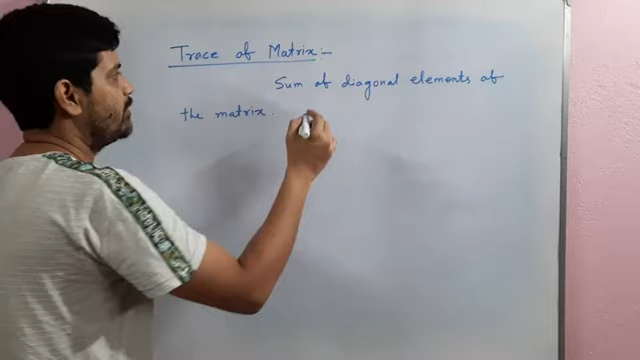 Trace of Matrix:-
Sum of diagonal elements of
the matrix.